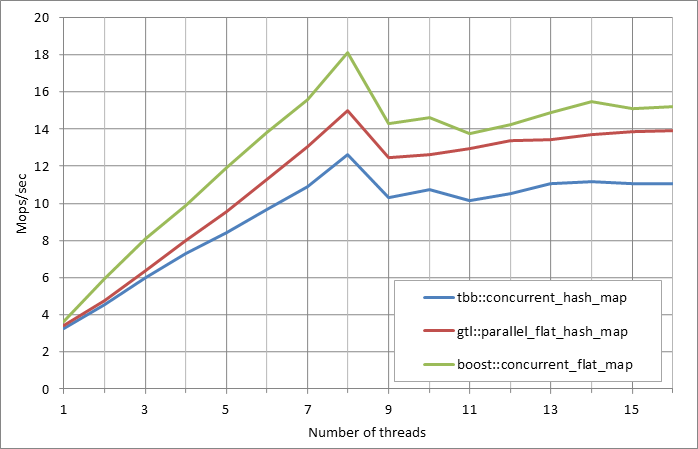 20
18
16
14
12
10
8
6
4
2
0
Mops/sec
1 3 5 7 9 11 13 15
Number of threads
tbb::concurrent_hash_map
gtl::parallel_flat_hash_map
boost::concurrent_flat_map